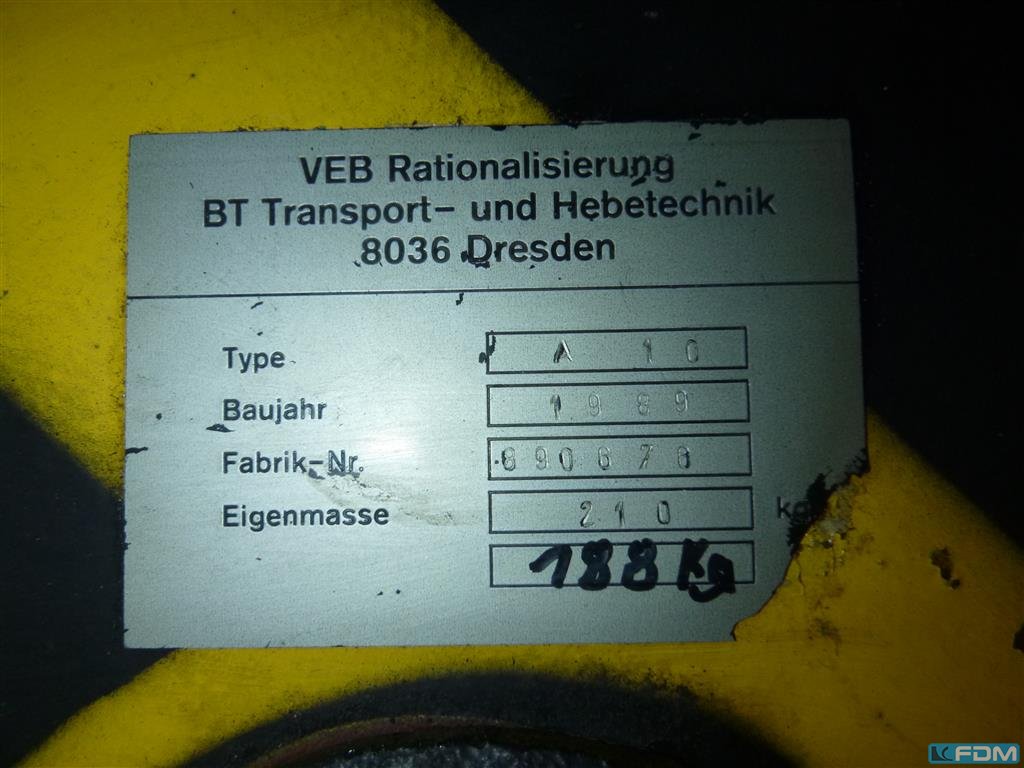 VEB Rationalisierung
BT Transport- und Hebetechnik
8036 Dresden
Type A 10
Baujahr 1989
Fabrik-Nr. 890678
Eigenmasse 210 kg
188 Kg
FDM